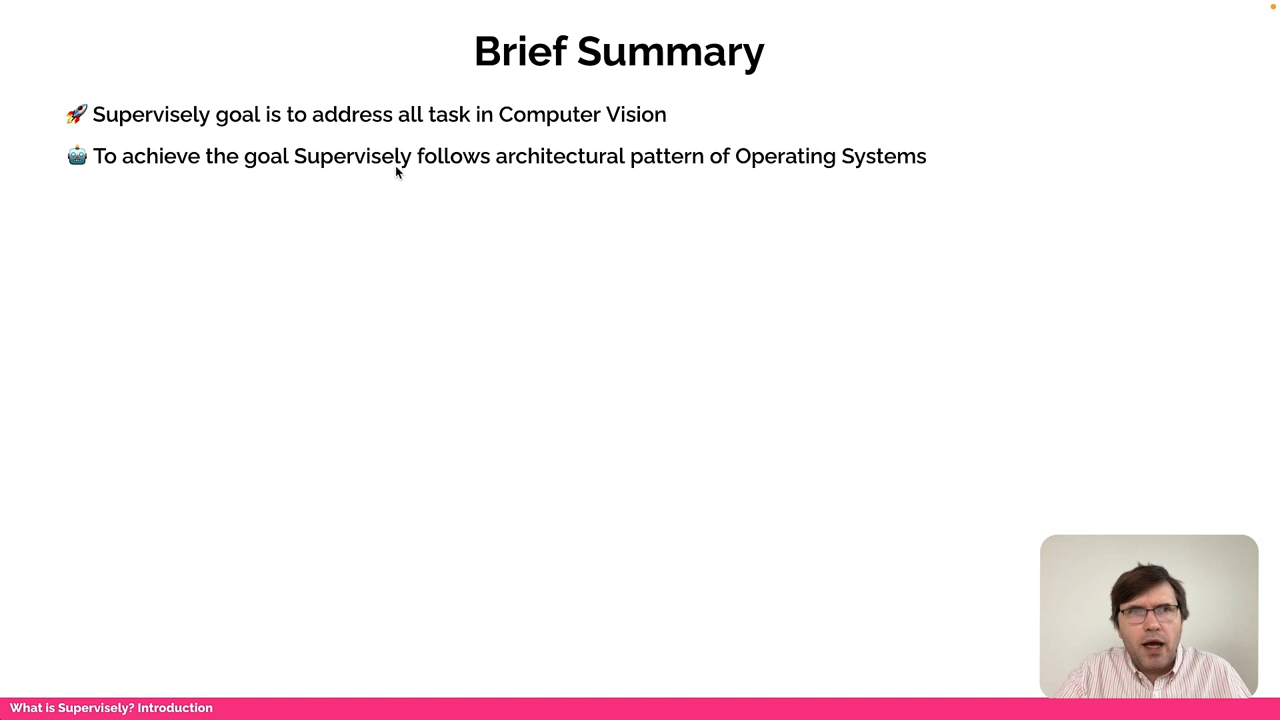 Brief Summary
🚀 Supervisely goal is to address all task in Computer Vision
🤖 To achieve the goal Supervisely follows architectural pattern of Operating Systems
What is Supervisely? Introduction